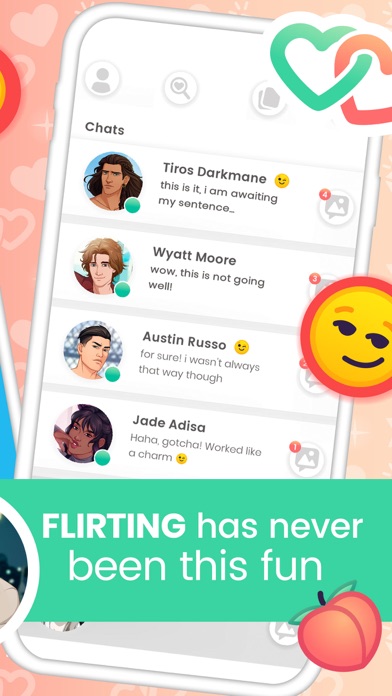 Chats
Tiros Darkmane 😉
this is it, i am awaiting
my sentence...
4
Wyatt Moore
wow, this is not going
well!
3
Austin Russo 😉
for sure! i wasn't always
that way though
Jade Adisa
Haha, gotcha! Worked like
a charm 😉
1
FLIRTING has never
been this fun